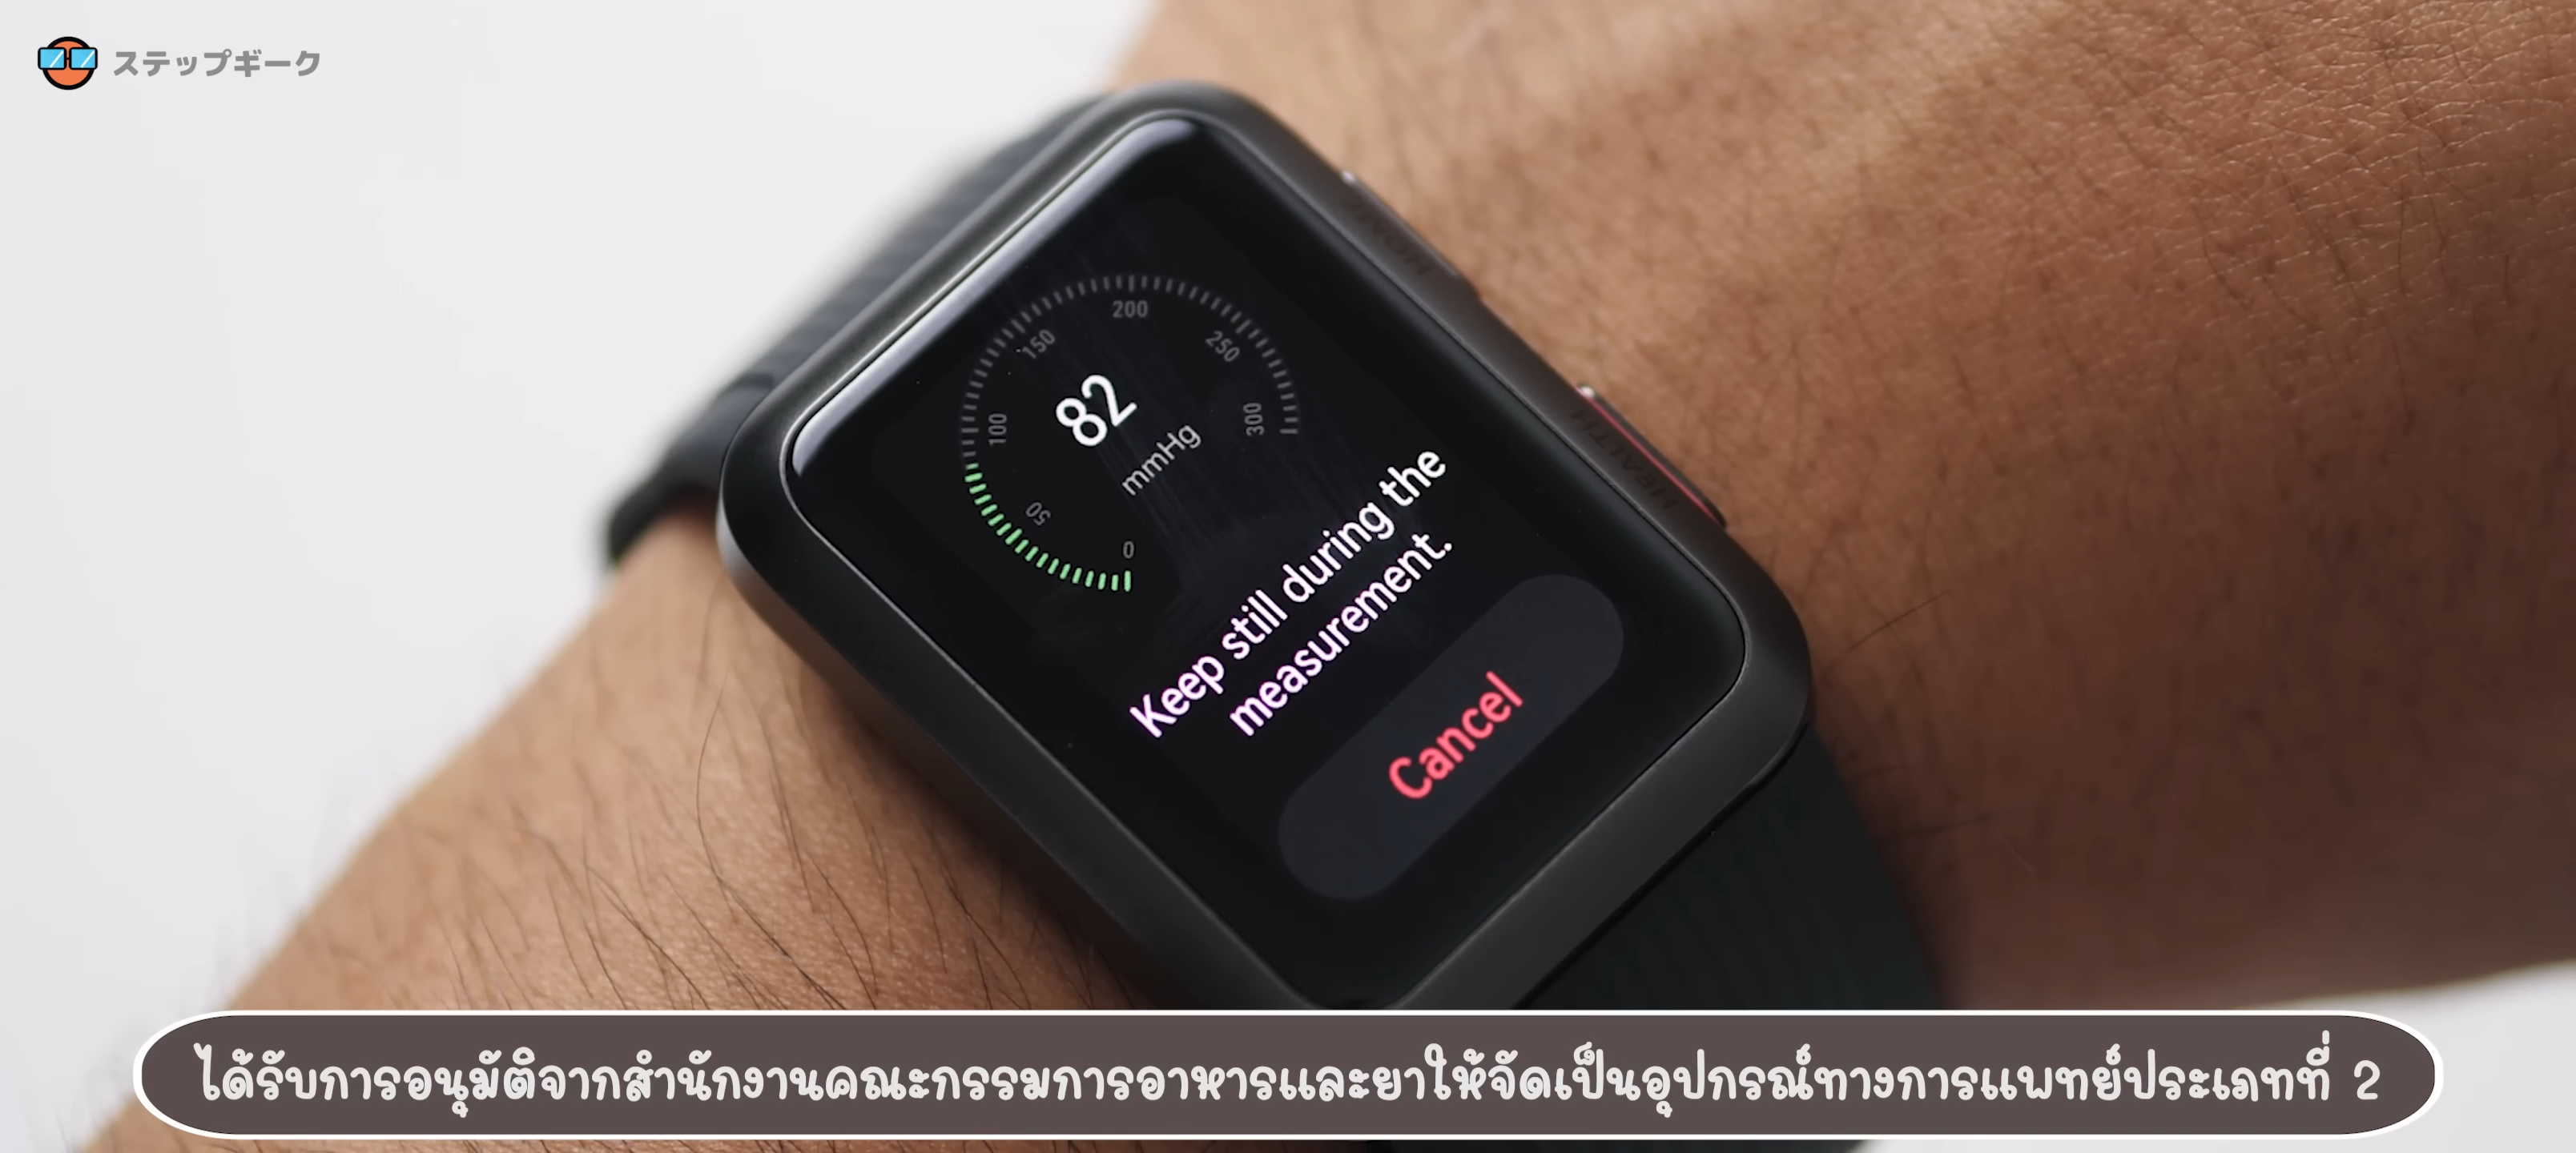 ステップギーク
200
150
250
100
82
300
mmHg
50
0
Keep still during the
measurement.
Cancel
HOME
HEALTH
ได้รับการอนุมัติจากสำนักงานคณะกรรมการอาหารและยาให้จัดเป็นอุปกรณ์ทางการแพทย์ประเภทที่ 2